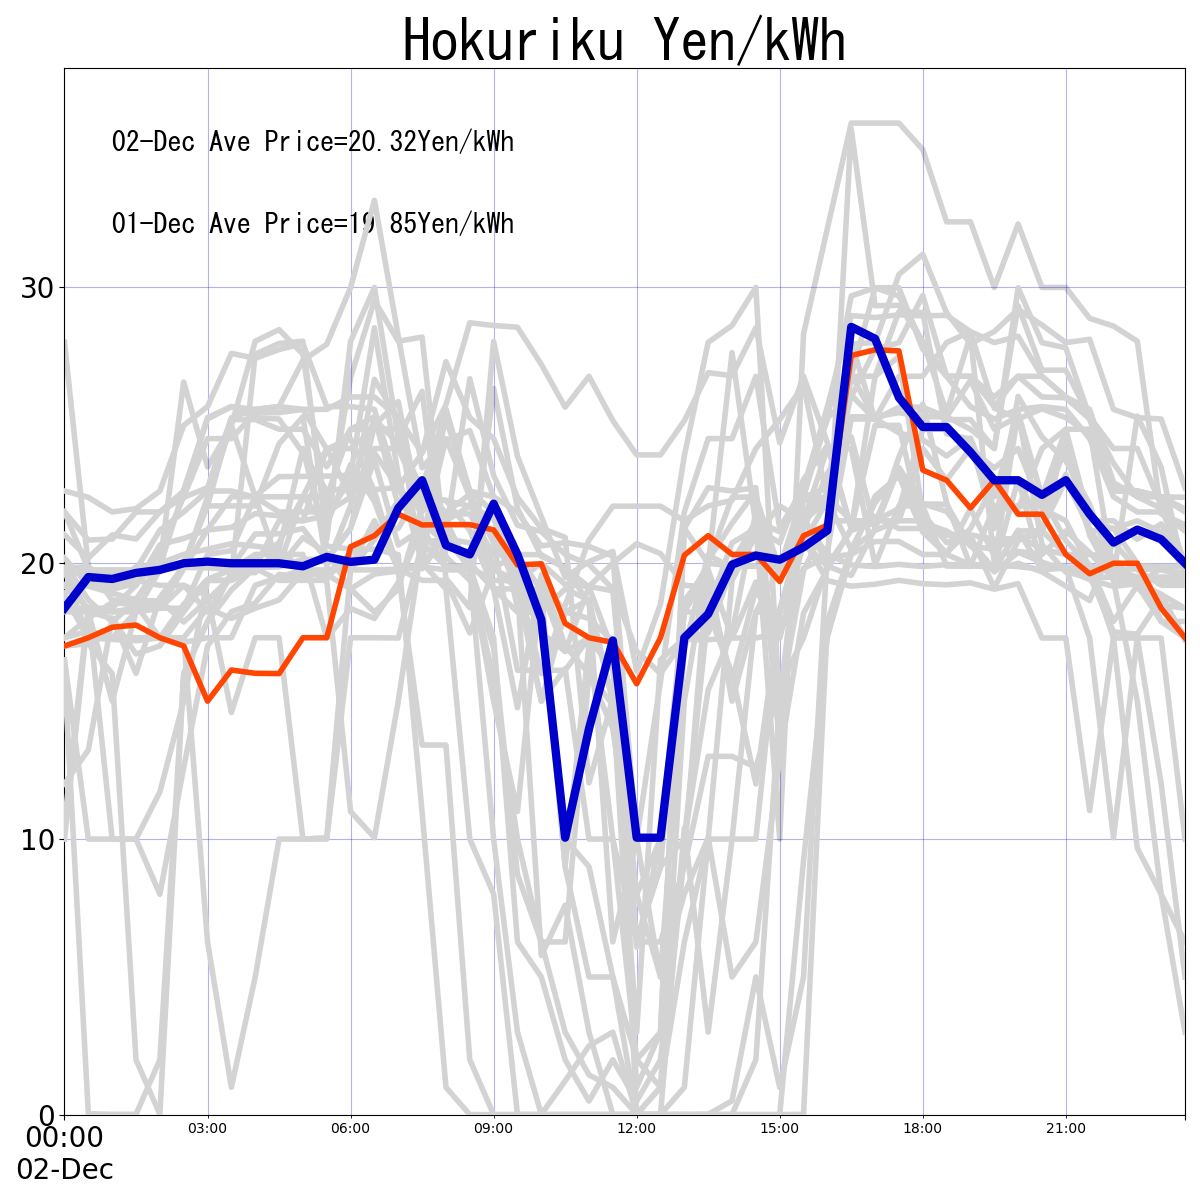 Hokuriku Yen/kWh
02-Dec Ave Price=20.32Yen/kWh
01-Dec Ave Price=19.85Yen/kWh
30
20
10
0
00:00 03:00 06:00 09:00 12:00 15:00 18:00 21:00
02-Dec